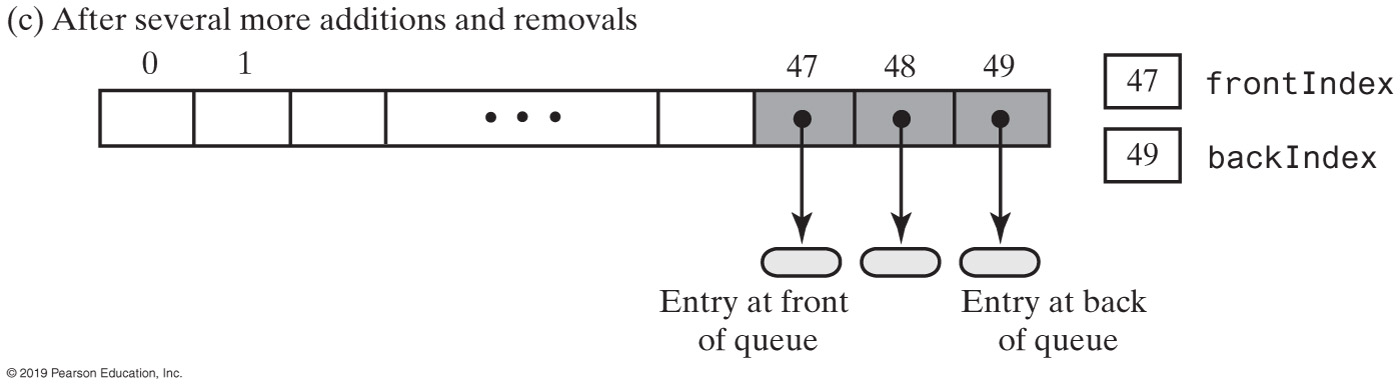 (c) After several more additions and removals
0 1 47 48 49
47 frontIndex
49 backIndex
Entry at front
of queue
Entry at back
of queue
© 2019 Pearson Education, Inc.